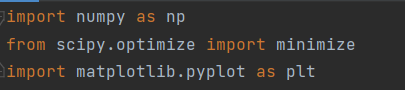 import numpy as np
from scipy.optimize import minimize
import matplotlib.pyplot as plt